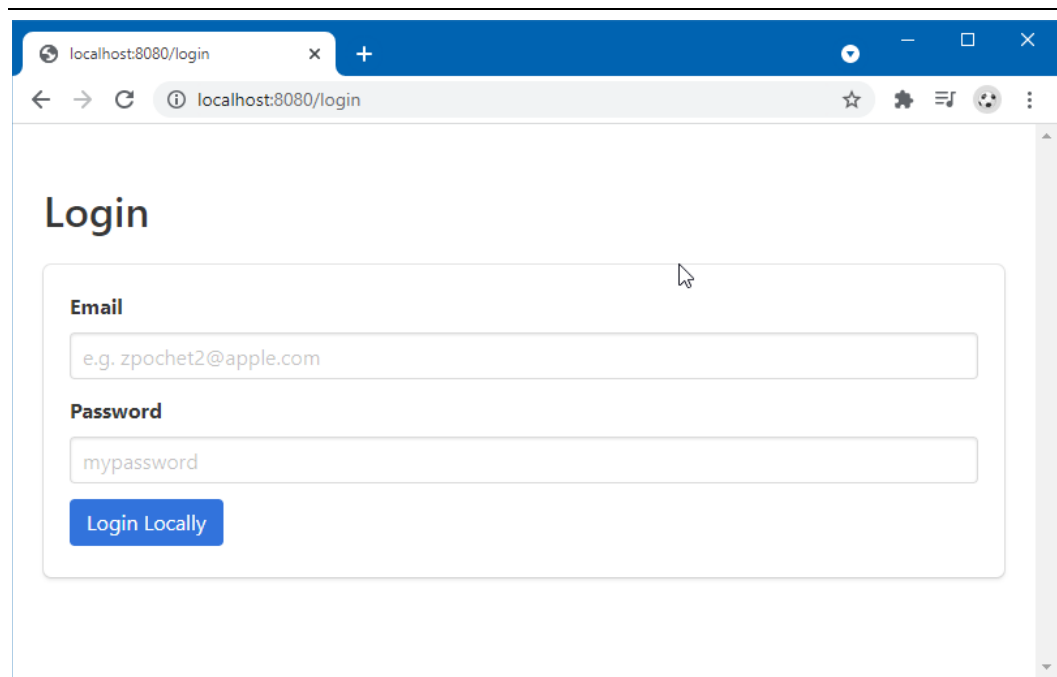 localhost:8080/login
localhost:8080/login
Login
Email
e.g. zpochet2@apple.com
Password
mypassword
Login Locally